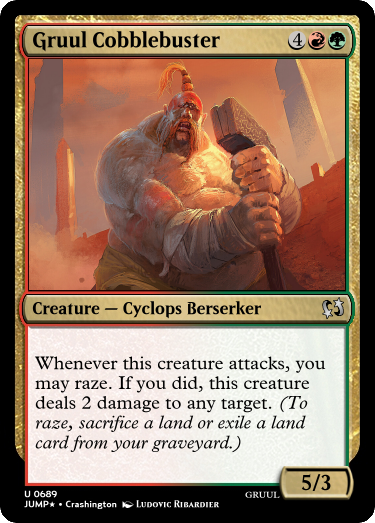 Gruul Cobblebuster 4
Creature — Cyclops Berserker
Whenever this creature attacks, you
may raze. If you did, this creature
deals 2 damage to any target. (To
raze, sacrifice a land or exile a land
card from your graveyard.)
5/3
U 0689
GRUUL
JUMP★ • Crashington Ludovic Ribardier